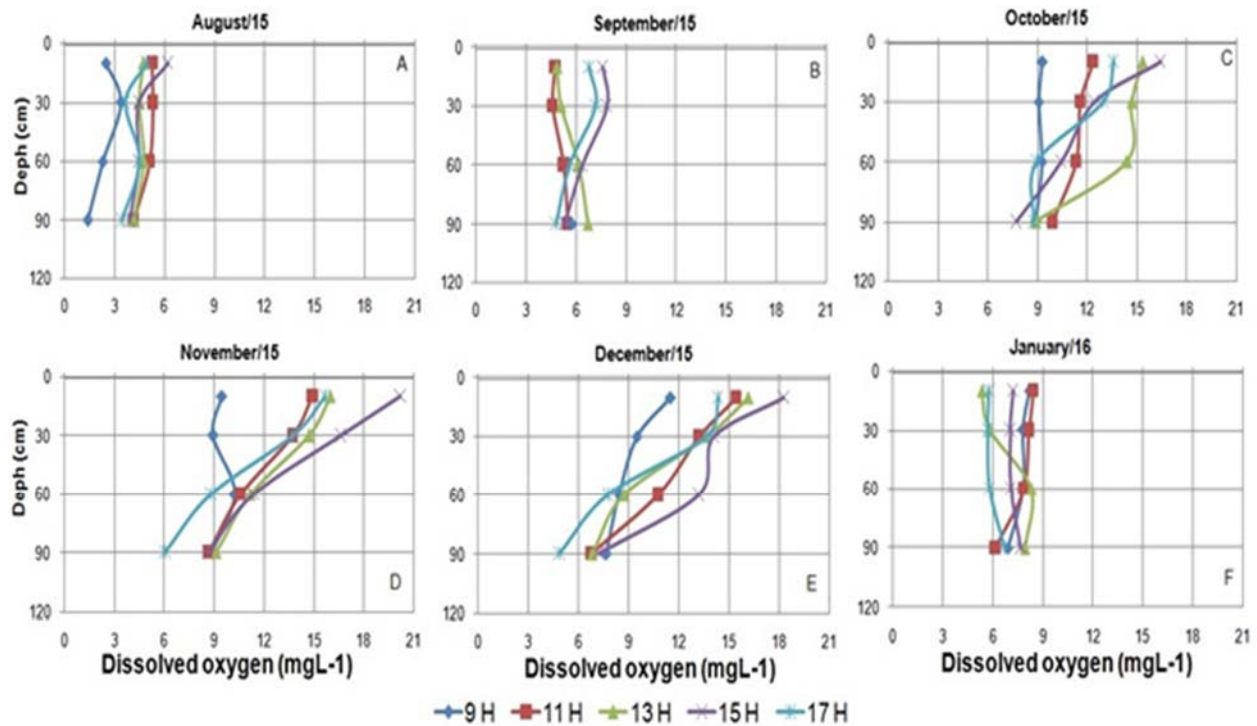 August/15
September/15
October/15
0
30
60
90
120
Deph (cm)
A
0 3 6 9 12 15 18 21
0
30
60
90
120
B
0 3 6 9 12 15 18 21
0
30
60
90
120
C
0 3 6 9 12 15 18 21
November/15
December/15
January/16
0
30
60
90
120
Deph (cm)
D
0 3 6 9 12 15 18 21
0
30
60
90
120
E
0 3 6 9 12 15 18 21
0
30
60
90
120
F
0 3 6 9 12 15 18 21
Dissolved oxygen (mgL-1)
Dissolved oxygen (mgL-1)
Dissolved oxygen (mgL-1)
9 H 11 H 13 H 15 H 17 H